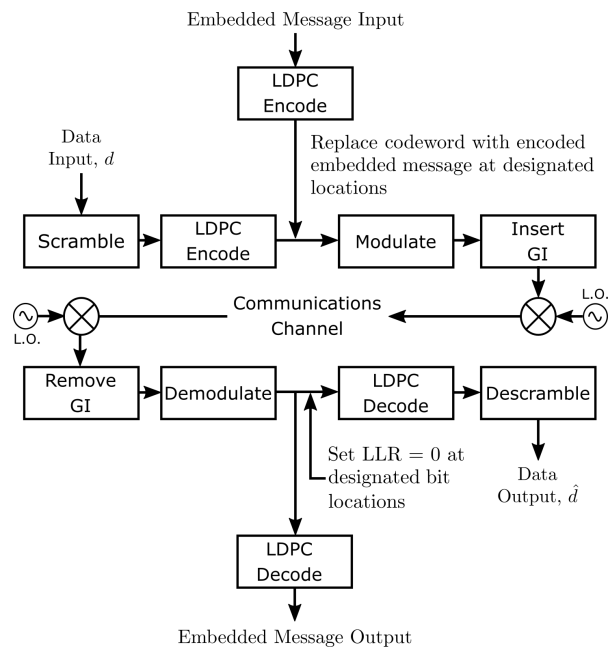 Embedded Message Input
LDPC
Encode
Data
Input, d
Replace codeword with encoded
embedded message at designated
locations
Scramble
LDPC
Encode
Modulate
Insert
GI
L.O.
Communications
Channel
L.O.
Remove
GI
Demodulate
LDPC
Decode
Descramble
Set LLR = 0 at
designated bit
locations
Data
Output, d̂
LDPC
Decode
Embedded Message Output